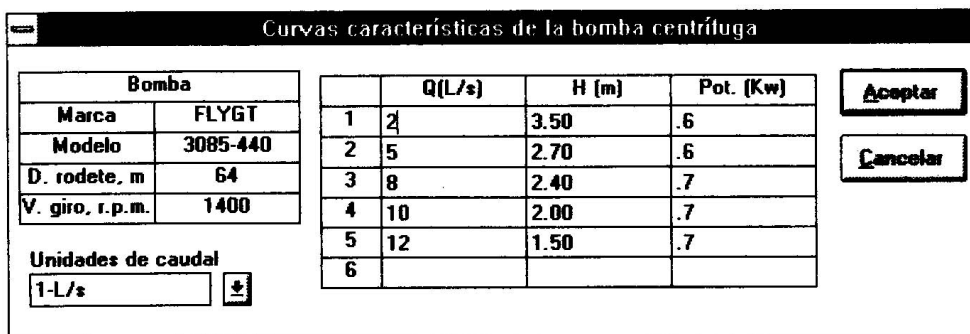 Curvas características de la bomba centrífuga
Bomba
Marca FLYGT
Modelo 3085-440
D. rodete, m 64
V. giro, r.p.m. 1400
Unidades de caudal
1-L/s
Q(L/s) H (m) Pot. (Kw)
1 2 3.50 .6
2 5 2.70 .6
3 8 2.40 .7
4 10 2.00 .7
5 12 1.50 .7
6
Aceptar
Cancelar